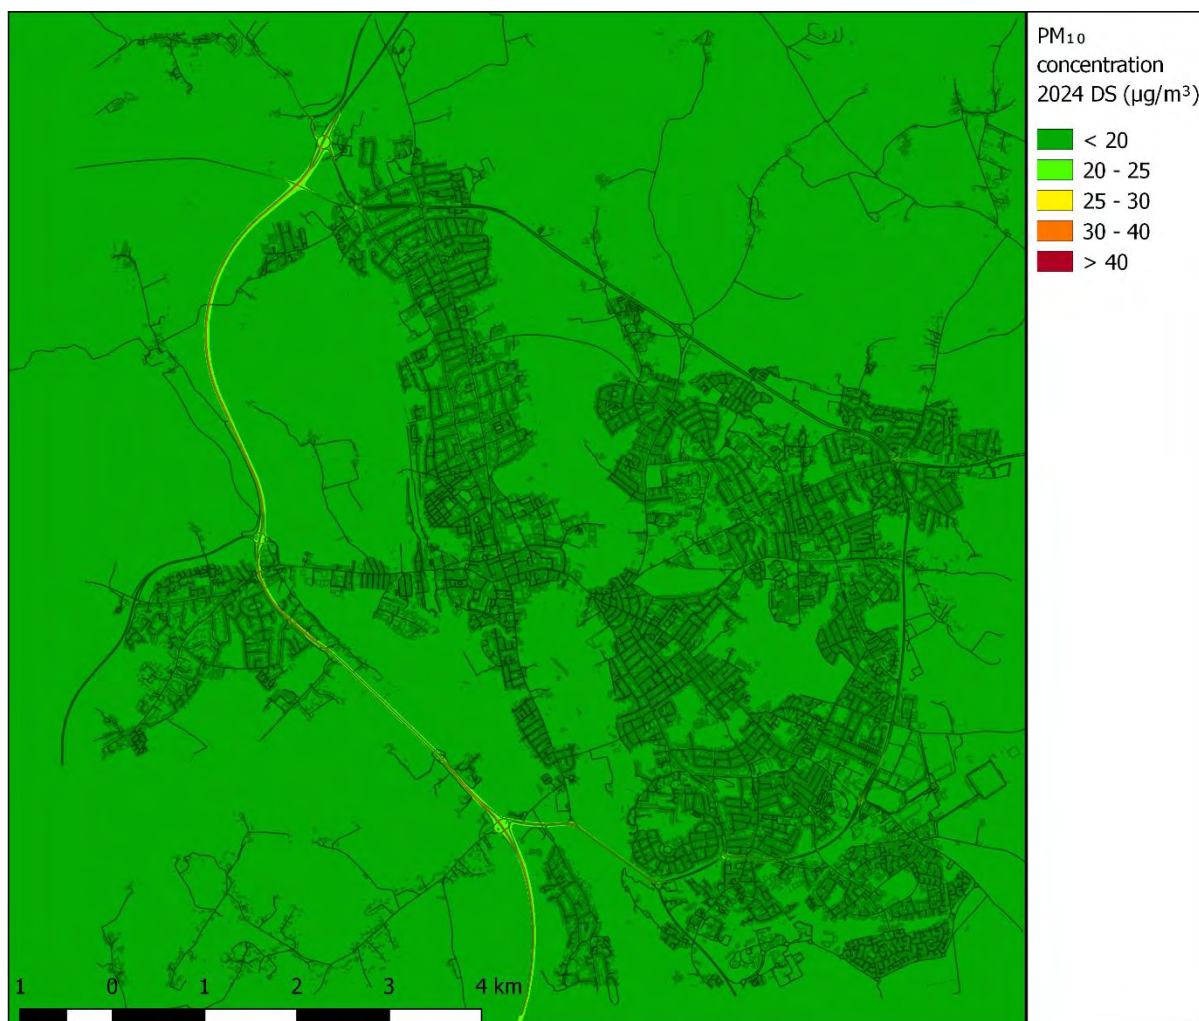 PM₁₀
concentration
2024 DS (µg/m³)
< 20
20 - 25
25 - 30
30 - 40
> 40
1 0 1 2 3 4 km